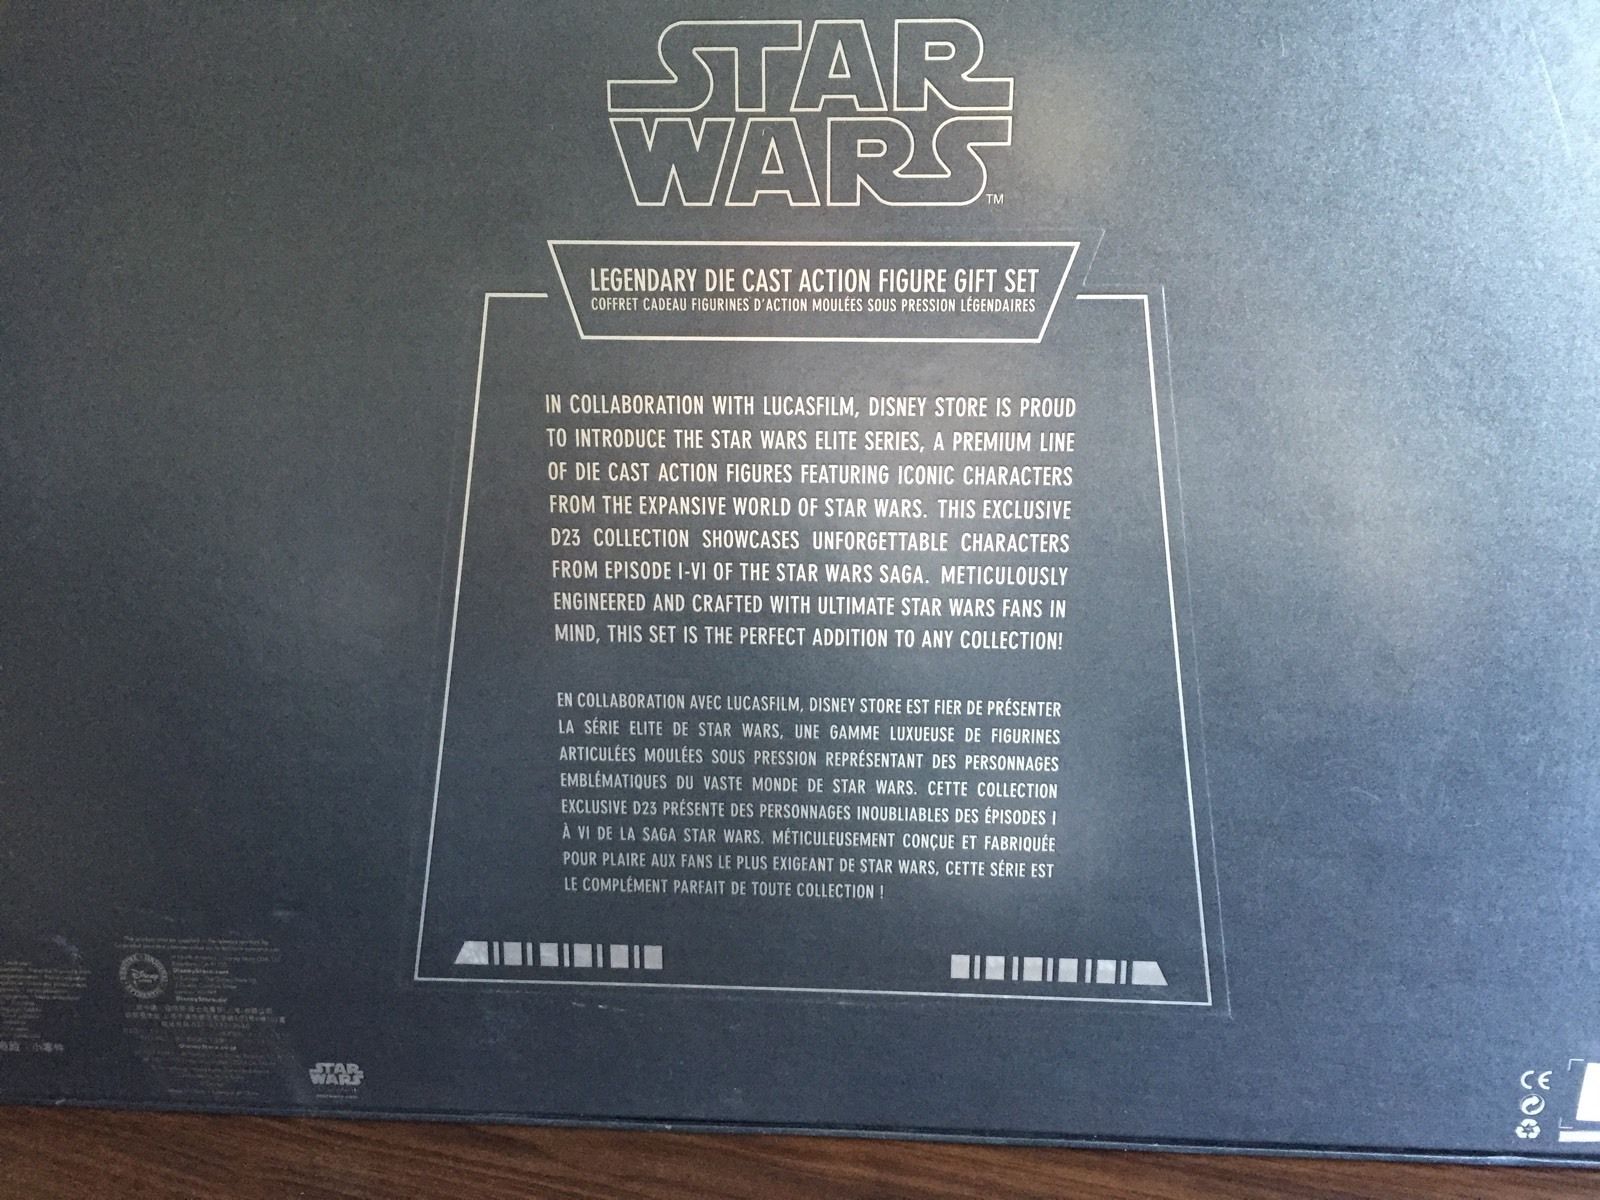 STAR
WARS
TM
LEGENDARY DIE CAST ACTION FIGURE GIFT SET
COFFRET CADEAU FIGURINES D'ACTION MOULÉES SOUS PRESSION LÉGENDAIRES
IN COLLABORATION WITH LUCASFILM, DISNEY STORE IS PROUD
TO INTRODUCE THE STAR WARS ELITE SERIES, A PREMIUM LINE
OF DIE CAST ACTION FIGURES FEATURING ICONIC CHARACTERS
FROM THE EXPANSIVE WORLD OF STAR WARS. THIS EXCLUSIVE
D23 COLLECTION SHOWCASES UNFORGETTABLE CHARACTERS
FROM EPISODE I-VI OF THE STAR WARS SAGA. METICULOUSLY
ENGINEERED AND CRAFTED WITH ULTIMATE STAR WARS FANS IN
MIND, THIS SET IS THE PERFECT ADDITION TO ANY COLLECTION!
EN COLLABORATION AVEC LUCASFILM, DISNEY STORE EST FIER DE PRÉSENTER
LA SÉRIE ELITE DE STAR WARS, UNE GAMME LUXUEUSE DE FIGURINES
ARTICULÉES MOULÉES SOUS PRESSION REPRÉSENTANT DES PERSONNAGES
EMBLÉMATIQUES DU VASTE MONDE DE STAR WARS. CETTE COLLECTION
EXCLUSIVE D23 PRÉSENTE DES PERSONNAGES INOUBLIABLES DES ÉPISODES I
À VI DE LA SAGA STAR WARS. MÉTICULEUSEMENT CONÇUE ET FABRIQUÉE
POUR PLAIRE AUX FANS LE PLUS EXIGEANT DE STAR WARS, CETTE SÉRIE EST
LE COMPLÉMENT PARFAIT DE TOUTE COLLECTION !
Disney
DisneyStore.com
STAR
WARS
CE